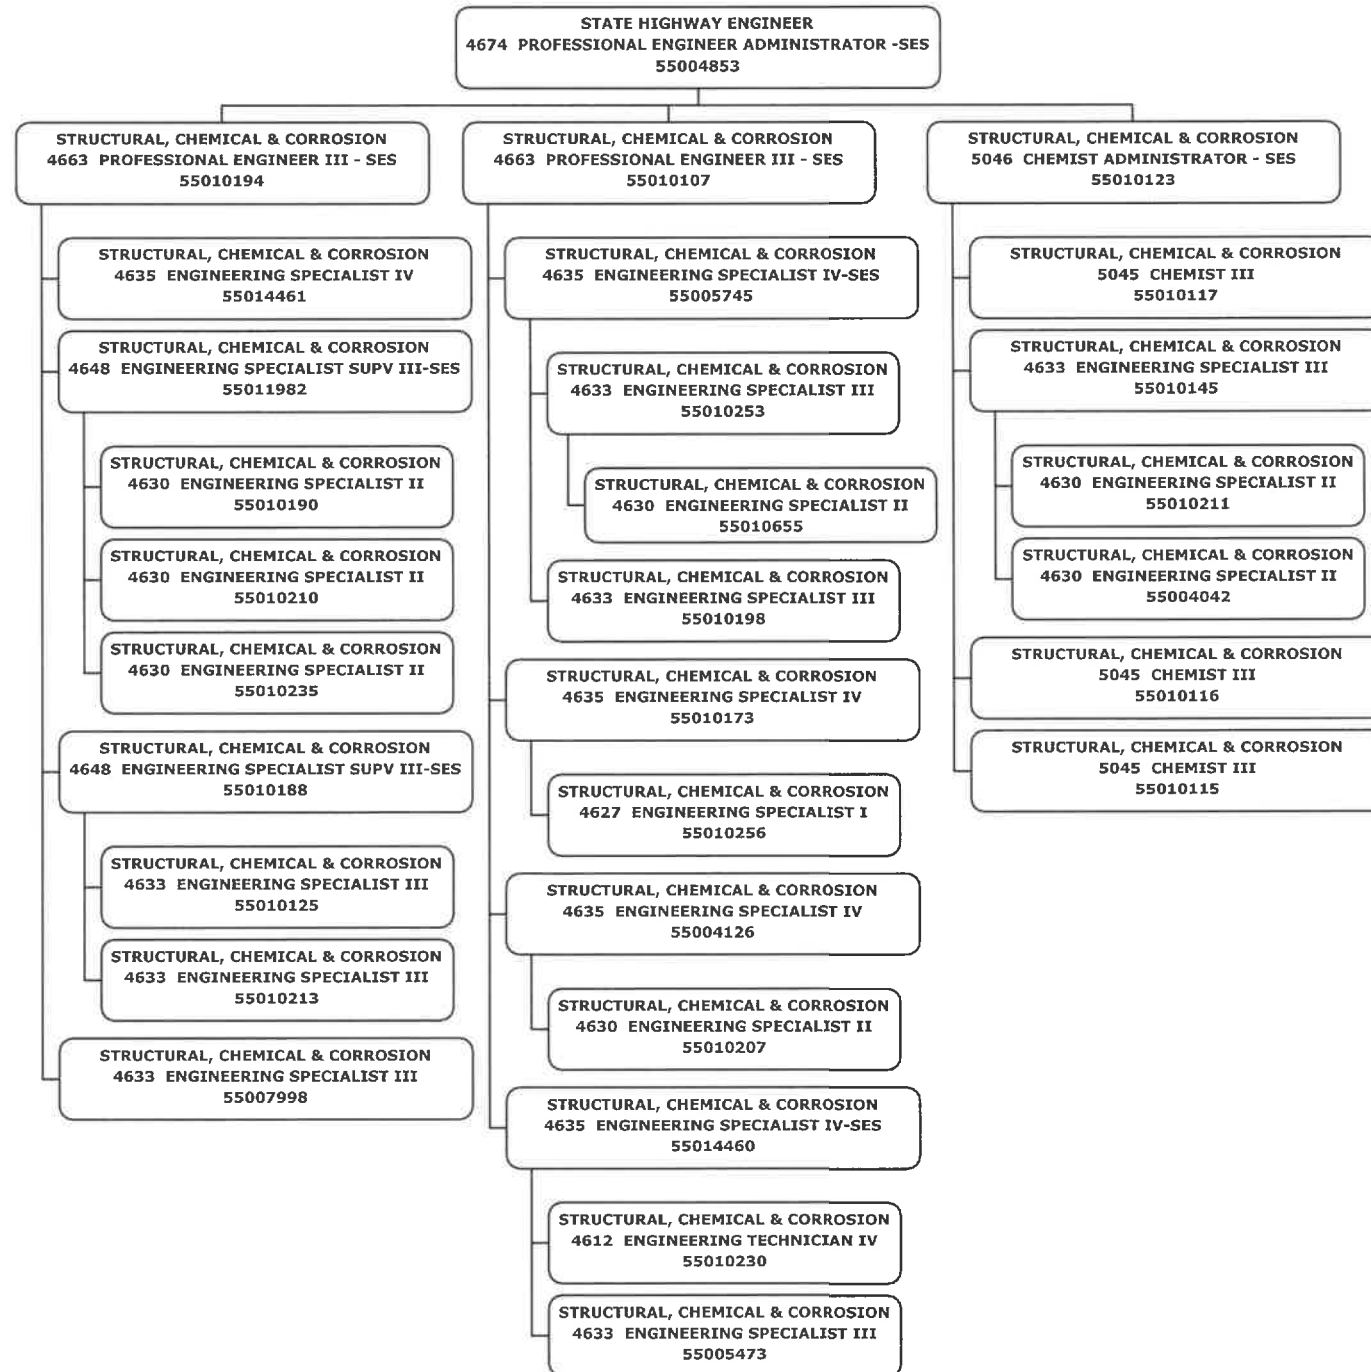 STATE HIGHWAY ENGINEER
4674 PROFESSIONAL ENGINEER ADMINISTRATOR -SES
55004853
STRUCTURAL, CHEMICAL & CORROSION
4663 PROFESSIONAL ENGINEER III - SES
55010194
STRUCTURAL, CHEMICAL & CORROSION
4635 ENGINEERING SPECIALIST IV
55014461
STRUCTURAL, CHEMICAL & CORROSION
4648 ENGINEERING SPECIALIST SUPV III-SES
55011982
STRUCTURAL, CHEMICAL & CORROSION
4630 ENGINEERING SPECIALIST II
55010190
STRUCTURAL, CHEMICAL & CORROSION
4630 ENGINEERING SPECIALIST II
55010210
STRUCTURAL, CHEMICAL & CORROSION
4630 ENGINEERING SPECIALIST II
55010235
STRUCTURAL, CHEMICAL & CORROSION
4648 ENGINEERING SPECIALIST SUPV III-SES
55010188
STRUCTURAL, CHEMICAL & CORROSION
4633 ENGINEERING SPECIALIST III
55010125
STRUCTURAL, CHEMICAL & CORROSION
4633 ENGINEERING SPECIALIST III
55010213
STRUCTURAL, CHEMICAL & CORROSION
4633 ENGINEERING SPECIALIST III
55007998
STRUCTURAL, CHEMICAL & CORROSION
4663 PROFESSIONAL ENGINEER III - SES
55010107
STRUCTURAL, CHEMICAL & CORROSION
4635 ENGINEERING SPECIALIST IV-SES
55005745
STRUCTURAL, CHEMICAL & CORROSION
4633 ENGINEERING SPECIALIST III
55010253
STRUCTURAL, CHEMICAL & CORROSION
4630 ENGINEERING SPECIALIST II
55010655
STRUCTURAL, CHEMICAL & CORROSION
4633 ENGINEERING SPECIALIST III
55010198
STRUCTURAL, CHEMICAL & CORROSION
4635 ENGINEERING SPECIALIST IV
55010173
STRUCTURAL, CHEMICAL & CORROSION
4627 ENGINEERING SPECIALIST I
55010256
STRUCTURAL, CHEMICAL & CORROSION
4635 ENGINEERING SPECIALIST IV
55004126
STRUCTURAL, CHEMICAL & CORROSION
4630 ENGINEERING SPECIALIST II
55010207
STRUCTURAL, CHEMICAL & CORROSION
4635 ENGINEERING SPECIALIST IV-SES
55014460
STRUCTURAL, CHEMICAL & CORROSION
4612 ENGINEERING TECHNICIAN IV
55010230
STRUCTURAL, CHEMICAL & CORROSION
4633 ENGINEERING SPECIALIST III
55005473
STRUCTURAL, CHEMICAL & CORROSION
5046 CHEMIST ADMINISTRATOR - SES
55010123
STRUCTURAL, CHEMICAL & CORROSION
5045 CHEMIST III
55010117
STRUCTURAL, CHEMICAL & CORROSION
4633 ENGINEERING SPECIALIST III
55010145
STRUCTURAL, CHEMICAL & CORROSION
4630 ENGINEERING SPECIALIST II
55010211
STRUCTURAL, CHEMICAL & CORROSION
4630 ENGINEERING SPECIALIST II
55004042
STRUCTURAL, CHEMICAL & CORROSION
5045 CHEMIST III
55010116
STRUCTURAL, CHEMICAL & CORROSION
5045 CHEMIST III
55010115